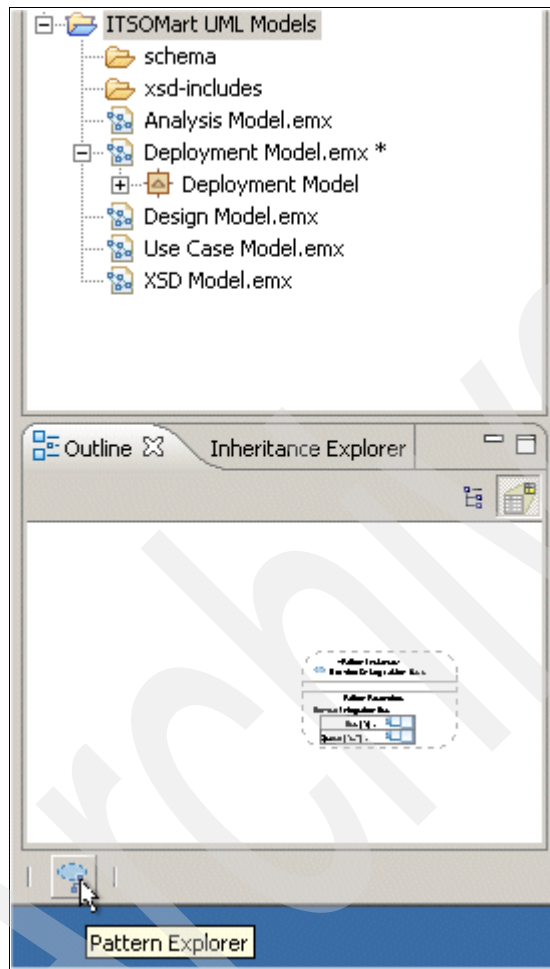 ITSOMart UML Models
schema
xsd-includes
Analysis Model.emx
Deployment Model.emx *
Deployment Model
Design Model.emx
Use Case Model.emx
XSD Model.emx
Outline Inheritance Explorer
Pattern Explorer